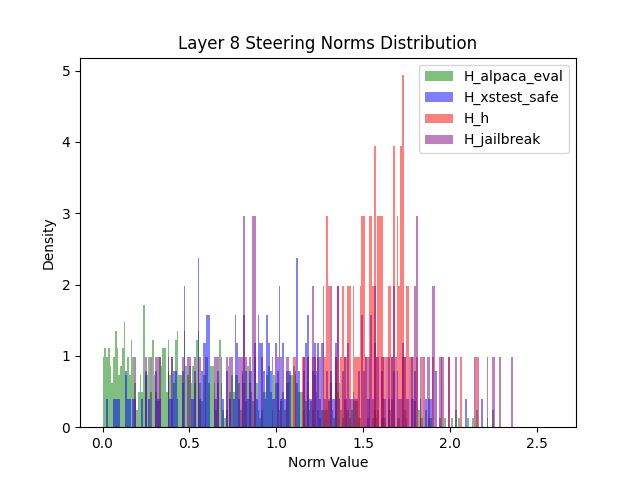 Layer 8 Steering Norms Distribution
H_alpaca_eval
H_xstest_safe
H_h
H_jailbreak
5
4
3
2
1
0
Density
0.0 0.5 1.0 1.5 2.0 2.5
Norm Value